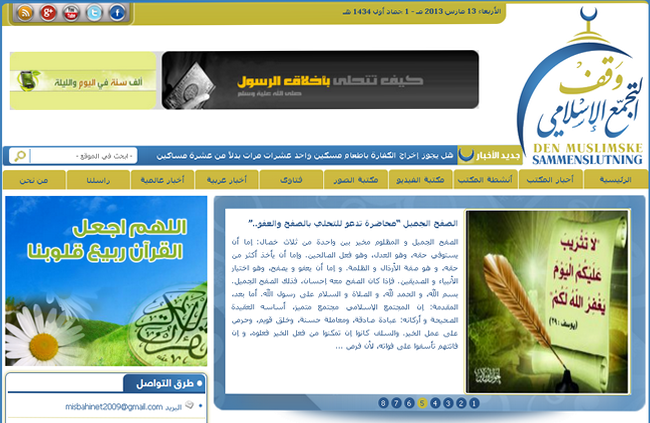 الأربعاء 13 مارس 2013 مـ - 1 جماد أول 1434 هـ
وقف
التجمع الإسلامي
DEN MUSLIMSKE
SAMMENSLUTNING
كيف تتحلى بأخلاق الرسول
صلى الله عليه وسلم
ألف سنة في اليوم والليلة
جديد الأخبار
هل يجوز إخراج الكفارة بإطعام مسكين واحد عشرات مرات بدلاً من عشرة مساكين
- ابحث في الموقع -
الرئيسية
أخبار المكتب
أنشطة المكتب
مكتبة الفيديو
مكتبة الصور
فتاوى
أخبار عربية
أخبار عالمية
راسلنا
من نحن
"لا تثريب
عليكم اليوم
يغفر الله لكم"
(يوسف : ٢٩)
الصفح الجميل “محاضرة تدعو للتحلي بالصفح والعفو..”
الصفح الجميل و المظلوم مخير بين واحدة من ثلاث خصال: إما أن
يستوفي حقه، وهو العدل، وهو فعل الصالحين. وإما أن يأخذ أكثر من
حقه، و هو صفة الأرذال و الظلمة. و إما أن يعفو و يصفح، وهو اختيار
الأنبياء و الصديقين. فإذا كان الصفح معه إحسان، فذلك الصفح الجميل.
بسم الله، و الحمد لله، و الصلاة و السلام على رسول الله. أما بعد،
المقدمة: إن المجتمع الإسلامي مجتمع متميز، أساسه العقيدة
الصحيحة و أركانه: عبادة صادقة، ومعاملة حسنة، وخلق قويم، وحرص
على عمل الخير. والسلف كانوا إن تمكنوا من فعل الخير فعلوه، و إن
فاتهم تأسفوا على فواته، لأن فرص ...
8 7 6 5 4 3 2 1
اللهم اجعل
القرآن ربيع قلوبنا
طرق التواصل
البريد misbahinet2009@gmail.com